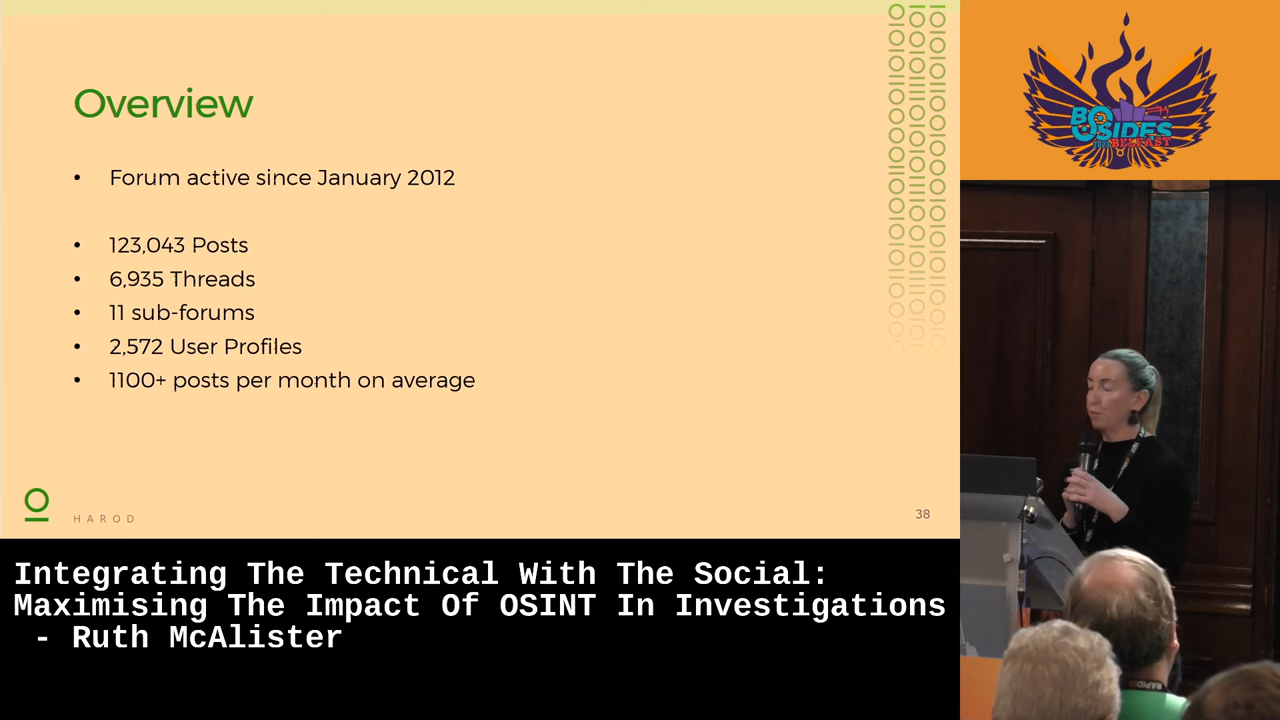 Overview
• Forum active since January 2012
• 123,043 Posts
• 6,935 Threads
• 11 sub-forums
• 2,572 User Profiles
• 1100+ posts per month on average
HAROD
38
BSIDES
BELFAST
Integrating The Technical With The Social:
Maximising The Impact Of OSINT In Investigations
- Ruth McAlister